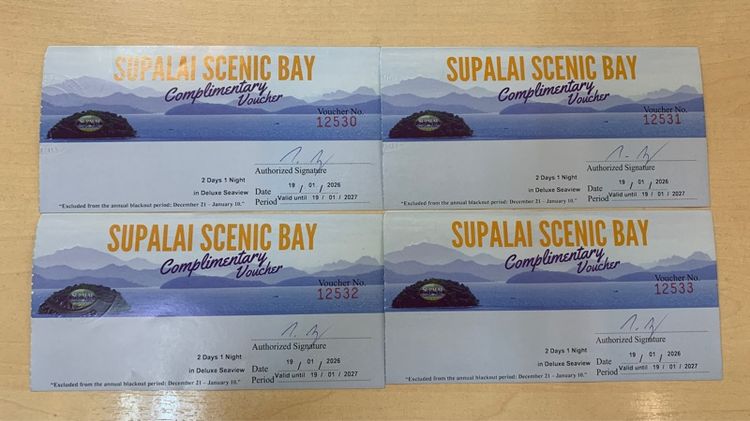 SUPALAI SCENIC BAY
Complimentary
Voucher
SUPALAI
Voucher No.
12530
Authorized Signature
2 Days 1 Night
in Deluxe Seaview
Date 19 / 01 / 2026
Period Valid until 19 / 01 / 2027
"Excluded from the annual blackout period: December 21 – January 10."
SUPALAI SCENIC BAY
Complimentary
Voucher
SUPALAI
Voucher No.
12531
Authorized Signature
2 Days 1 Night
in Deluxe Seaview
Date 19 / 01 / 2026
Period Valid until 19 / 01 / 2027
"Excluded from the annual blackout period: December 21 – January 10."
SUPALAI SCENIC BAY
Complimentary
Voucher
SUPALAI
Voucher No.
12532
Authorized Signature
2 Days 1 Night
in Deluxe Seaview
Date 19 / 01 / 2026
Period Valid until 19 / 01 / 2027
"Excluded from the annual blackout period: December 21 – January 10."
SUPALAI SCENIC BAY
Complimentary
Voucher
SUPALAI
Voucher No.
12533
Authorized Signature
2 Days 1 Night
in Deluxe Seaview
Date 19 / 01 / 2026
Period Valid until 19 / 01 / 2027
"Excluded from the annual blackout period: December 21 – January 10."